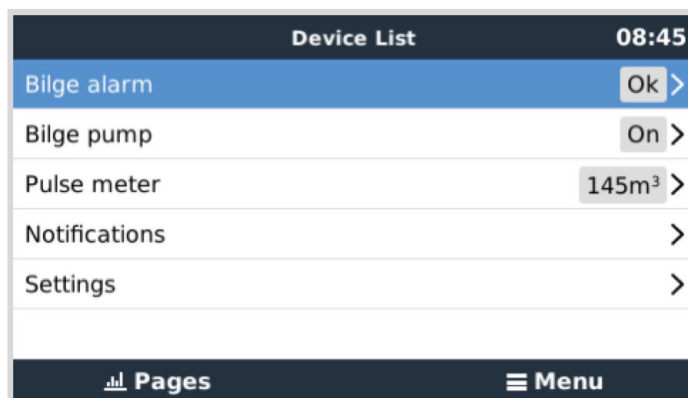 Device List 08:45
Bilge alarm Ok
Bilge pump On
Pulse meter 145m³
Notifications
Settings
Pages Menu